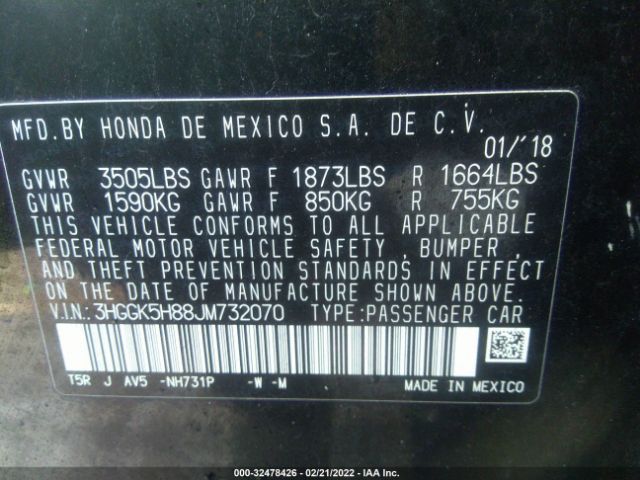 MFD.BY HONDA DE MEXICO S.A. DE C.V.
01/'18
GVWR 3505LBS GAWR F 1873LBS R 1664LBS
GVWR 1590KG GAWR F 850KG R 755KG
THIS VEHICLE CONFORMS TO ALL APPLICABLE
FEDERAL MOTOR VEHICLE SAFETY , BUMPER ,
AND THEFT PREVENTION STANDARDS IN EFFECT
ON THE DATE OF MANUFACTURE SHOWN ABOVE.
V.I.N.: 3HGGK5H88JM732070 TYPE:PASSENGER CAR
T5R J AV5 -NH731P -W -M MADE IN MEXICO
000-32478426 - 02/21/2022 - IAA Inc.